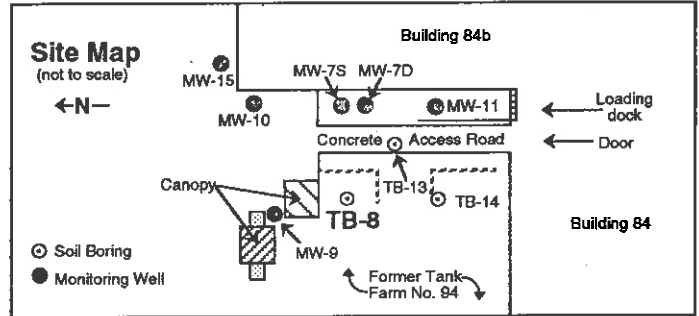 Site Map
(not to scale)
←N—
Building 84b
MW-15
MW-7S
MW-7D
MW-10
MW-11
Loading
dock
Concrete
Access Road
Door
Canopy
TB-13
TB-8
TB-14
MW-9
Building 84
Soil Boring
Monitoring Well
Former Tank
Farm No. 94